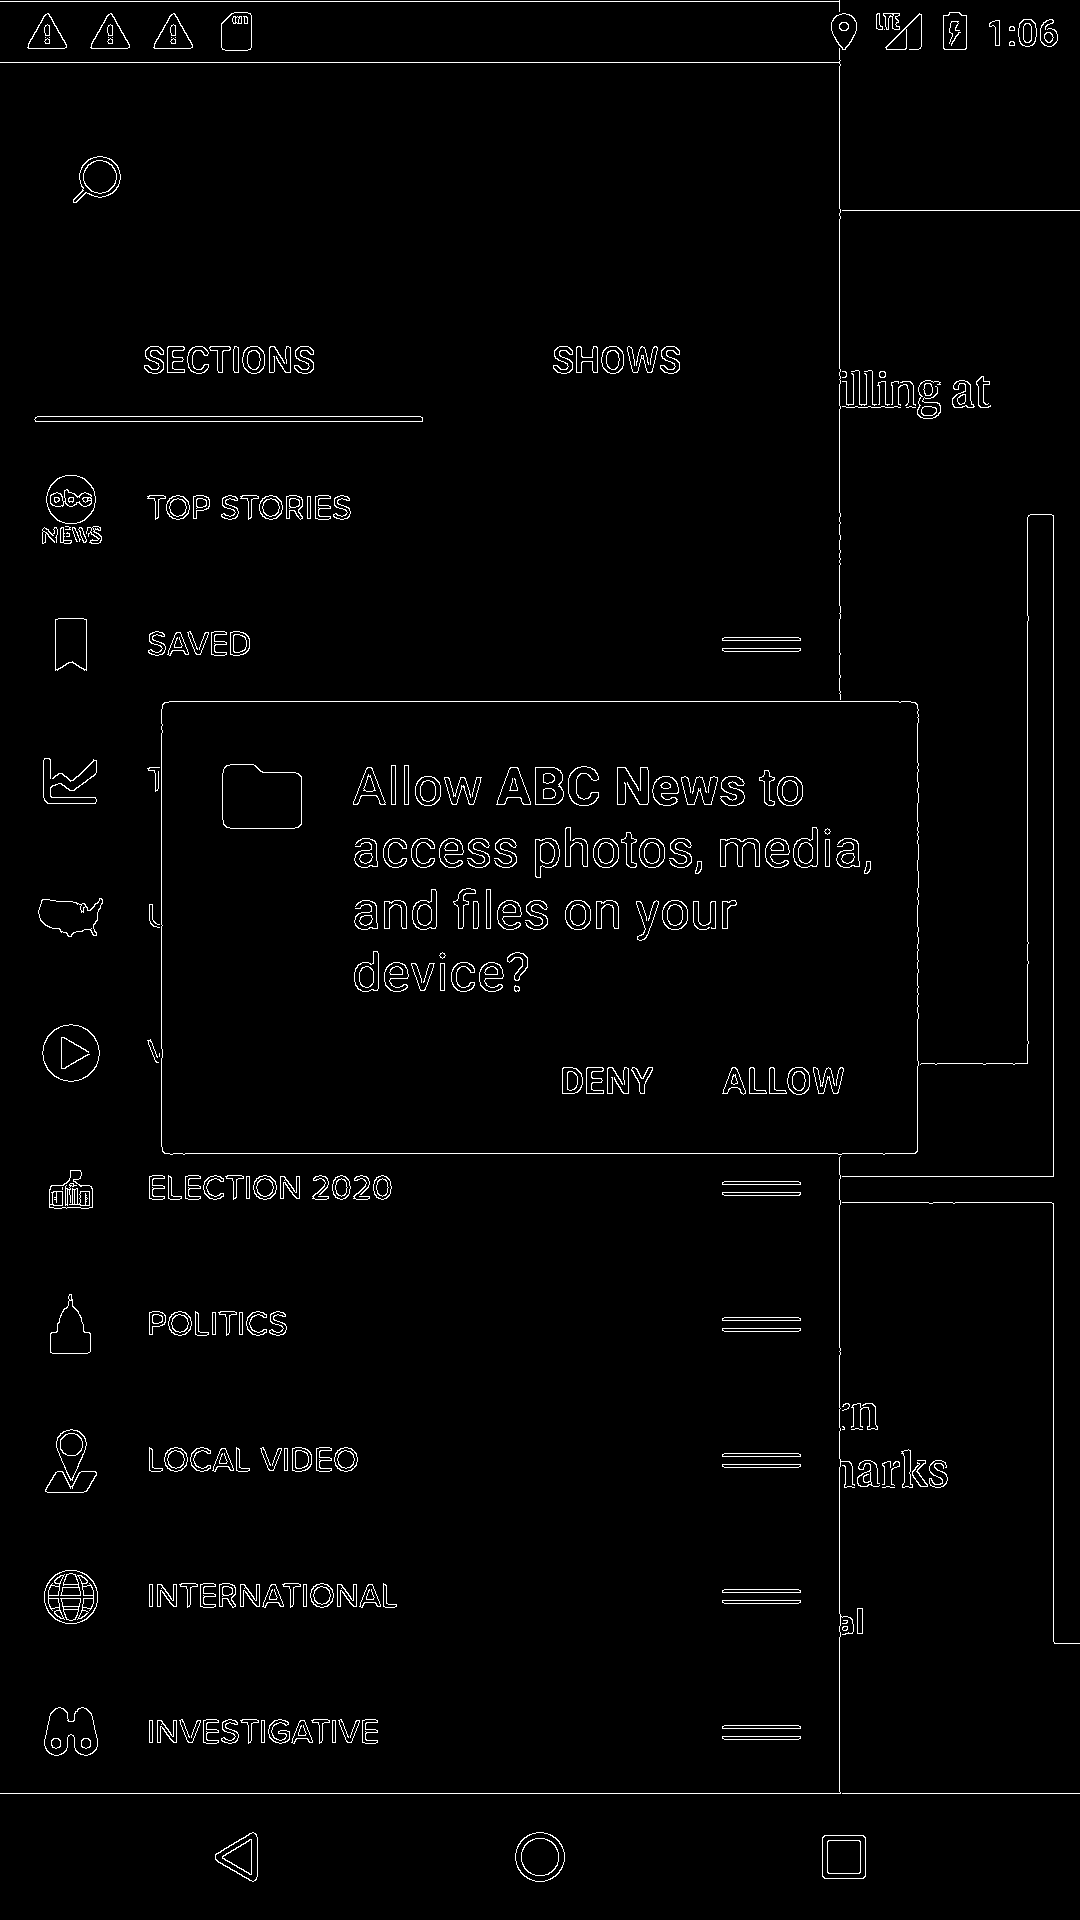 LTE 1:06
SECTIONS SHOWS
illing at
abc
NEWS
TOP STORIES
SAVED
Allow ABC News to
access photos, media,
and files on your
device?
DENY ALLOW
ELECTION 2020
POLITICS
rn
LOCAL VIDEO
narks
INTERNATIONAL
al
INVESTIGATIVE